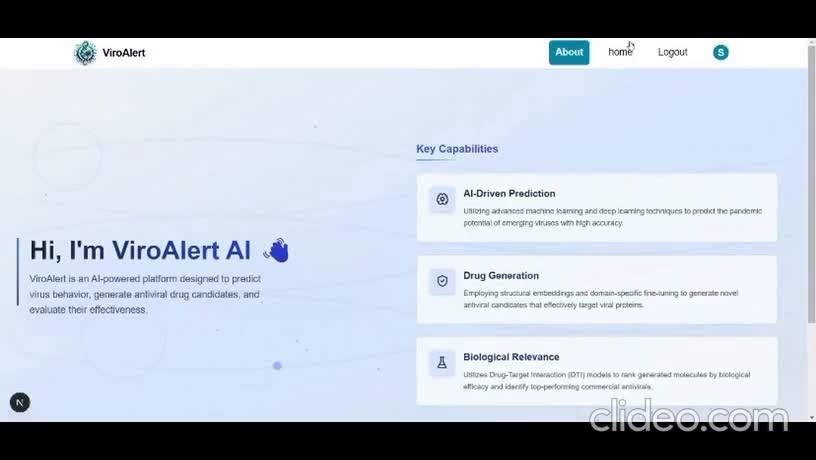 ViroAlert
About
home
Logout
S
Key Capabilities
AI-Driven Prediction
Utilizing advanced machine learning and deep learning techniques to predict the pandemic
potential of emerging viruses with high accuracy.
Hi, I'm ViroAlert AI
ViroAlert is an AI-powered platform designed to predict
virus behavior, generate antiviral drug candidates, and
evaluate their effectiveness.
Drug Generation
Employing structural embeddings and domain-specific fine-tuning to generate novel
antiviral candidates that effectively target viral proteins.
Biological Relevance
Utilizes Drug-Target Interaction (DTI) models to rank generated molecules by biological
efficacy and identify top-performing commercial antivirals.
N
clideo.com